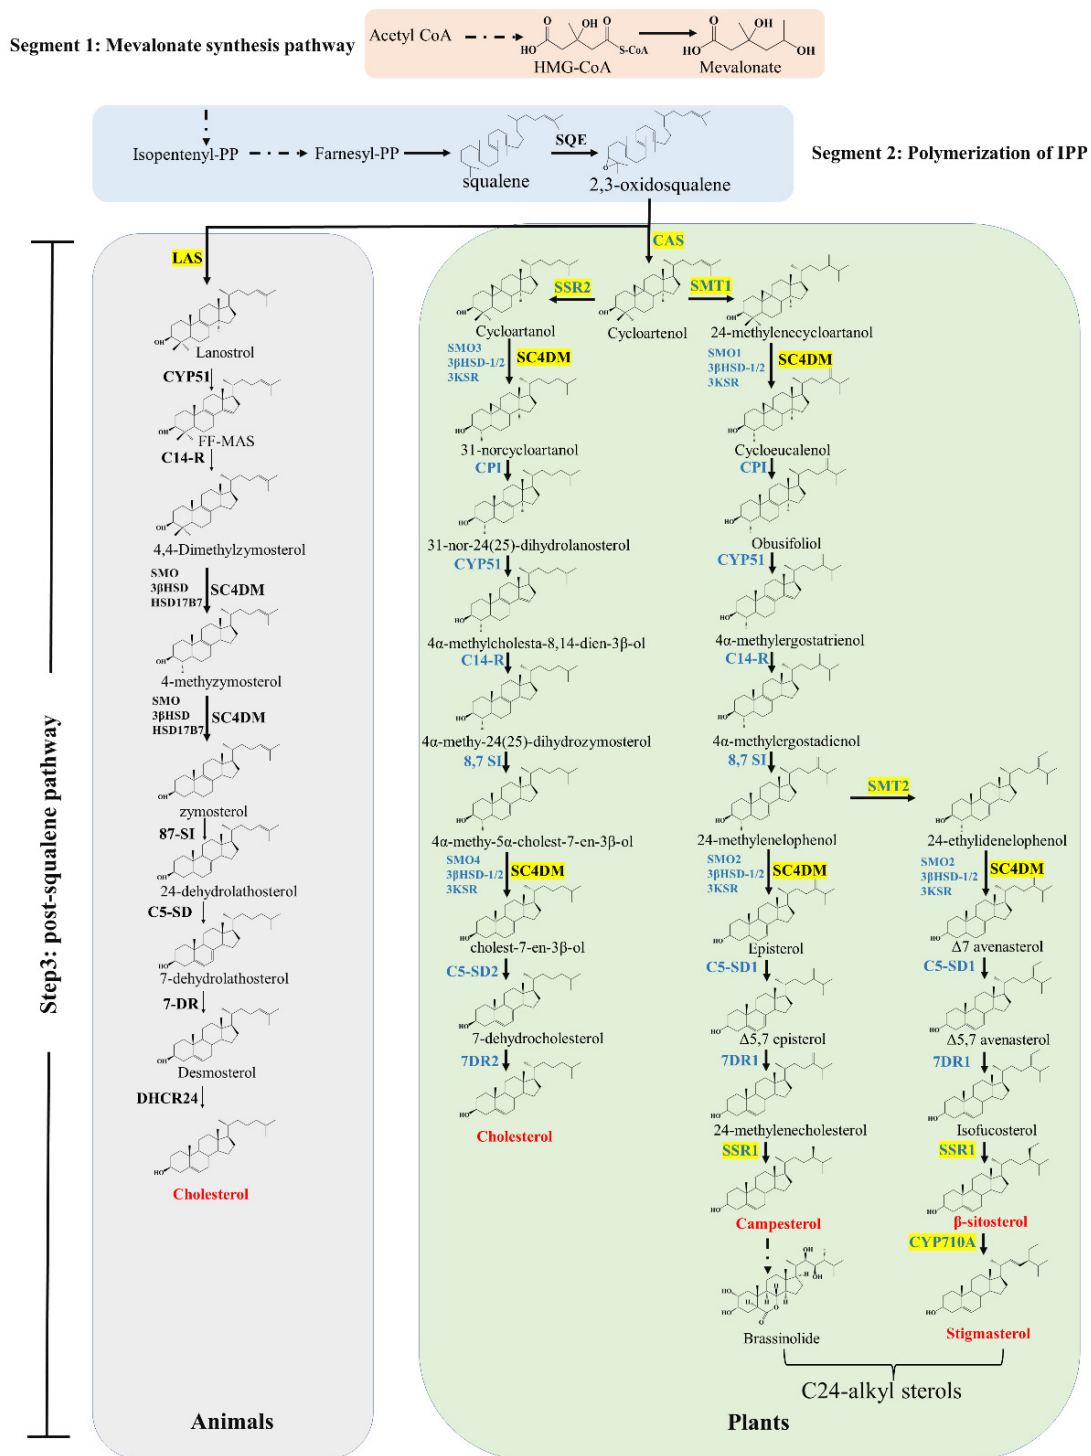 Segment 1: Mevalonate synthesis pathway
Acetyl CoA
HMG-CoA
Mevalonate
Segment 2: Polymerization of IPP
Isopentenyl-PP
Farnesyl-PP
squalene
SQE
2,3-oxidosqualene
Step3: post-squalene pathway
LAS
Lanostrol
CYP51
FF-MAS
C14-R
4,4-Dimethylzymosterol
SMO
3βHSD
HSD17B7
SC4DM
4-methyzymosterol
SMO
3βHSD
HSD17B7
SC4DM
zymosterol
87-SI
24-dehydrolathosterol
C5-SD
7-dehydrolathosterol
7-DR
Desmosterol
DHCR24
Cholesterol
Animals
CAS
SSR2
SMT1
Cycloartanol
Cycloartenol
24-methylenecycloartanol
SMO3
3βHSD-1/2
3KSR
SC4DM
31-norcycloartanol
CPI
31-nor-24(25)-dihydrolanosterol
CYP51
4α-methylcholesta-8,14-dien-3β-ol
C14-R
4α-methy-24(25)-dihydrozymosterol
8,7 SI
4α-methy-5α-cholest-7-en-3β-ol
SMO4
3βHSD-1/2
3KSR
SC4DM
cholest-7-en-3β-ol
C5-SD2
7-dehydrocholesterol
7DR2
Cholesterol
SMO1
3βHSD-1/2
3KSR
SC4DM
Cycloeucalenol
CPI
Obusifoliol
CYP51
4α-methylergostatrienol
C14-R
4α-methylergostadienol
8,7 SI
24-methylenelophenol
SMT2
24-ethylidenelophenol
SMO2
3βHSD-1/2
3KSR
SC4DM
Episterol
C5-SD1
Δ5,7 episterol
7DR1
24-methylenecholesterol
SSR1
Campesterol
Brassinolide
SMO2
3βHSD-1/2
3KSR
SC4DM
Δ7 avenasterol
C5-SD1
Δ5,7 avenasterol
7DR1
Isofucosterol
SSR1
β-sitosterol
CYP710A
Stigmasterol
C24-alkyl sterols
Plants